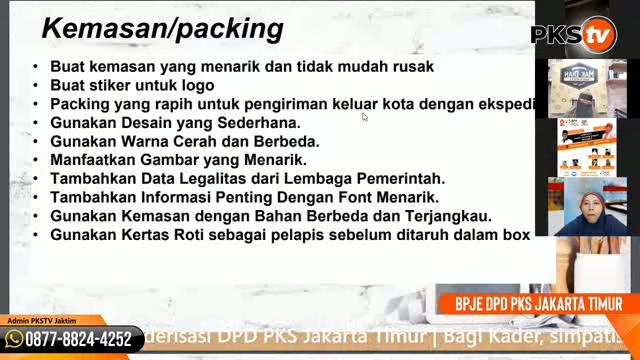 Kemasan/packing
PKStv
• Buat kemasan yang menarik dan tidak mudah rusak
• Buat stiker untuk logo
• Packing yang rapih untuk pengiriman keluar kota dengan ekspedi
• Gunakan Desain yang Sederhana.
• Gunakan Warna Cerah dan Berbeda.
• Manfaatkan Gambar yang Menarik.
• Tambahkan Data Legalitas dari Lembaga Pemerintah.
• Tambahkan Informasi Penting Dengan Font Menarik.
• Gunakan Kemasan dengan Bahan Berbeda dan Terjangkau.
• Gunakan Kertas Roti sebagai pelapis sebelum ditaruh dalam box
BPJE DPD PKS JAKARTA TIMUR
Admin PKSTV Jaktim
0877-8824-4252
derisasi DPD PKS Jakarta Timur | Bagi Kader, simpatis